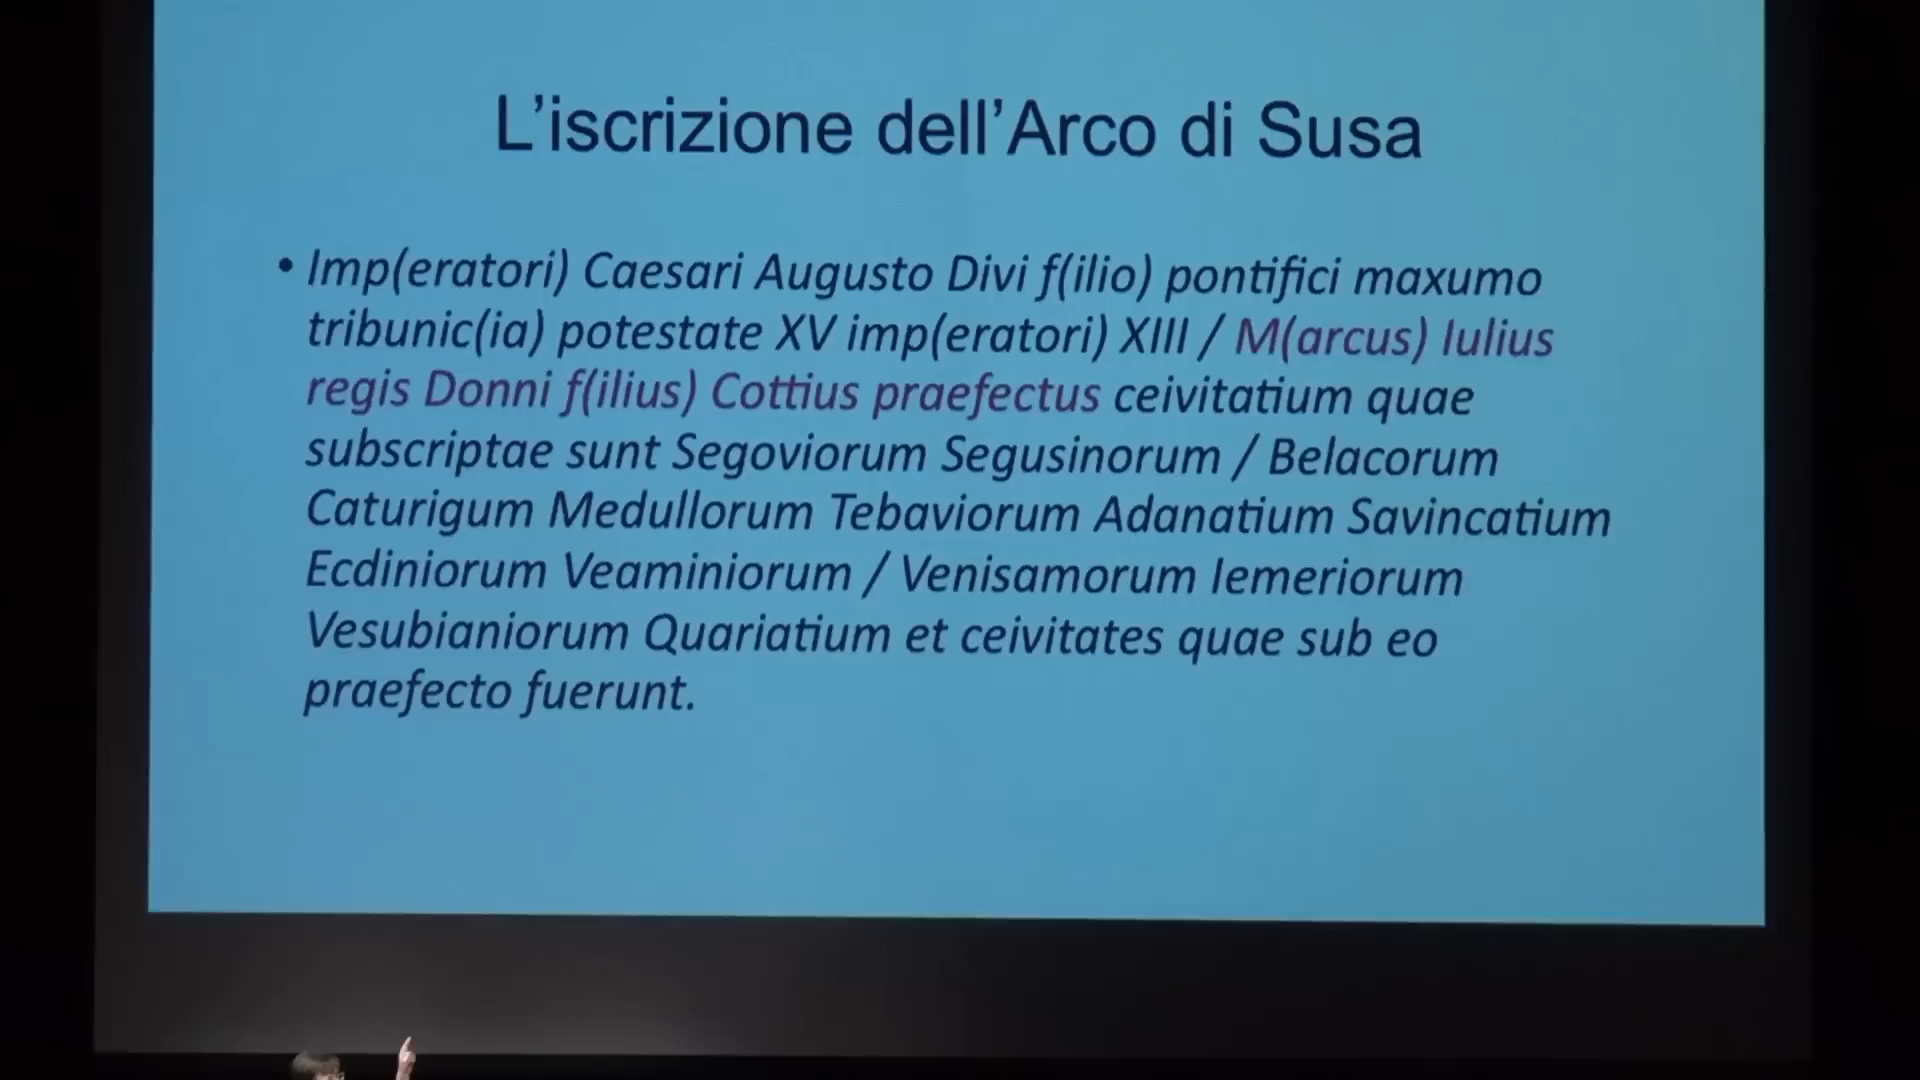 L’iscrizione dell’Arco di Susa
• Imp(eratori) Caesari Augusto Divi f(ilio) pontifici maxumo
tribunic(ia) potestate XV imp(eratori) XIII / M(arcus) Iulius
regis Donni f(ilius) Cottius praefectus ceivitatium quae
subscriptae sunt Segoviorum Segusinorum / Belacorum
Caturigum Medullorum Tebaviorum Adanatium Savincatium
Ecdiniorum Veaminiorum / Venisamorum Iemeriorum
Vesubianiorum Quariatium et ceivitates quae sub eo
praefecto fuerunt.